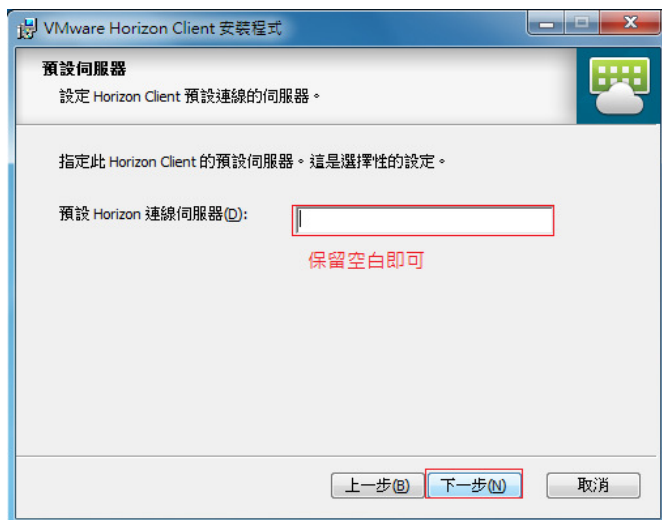 VMware Horizon Client 安裝程式
預設伺服器
設定 Horizon Client 預設連線的伺服器。
指定此 Horizon Client 的預設伺服器。這是選擇性的設定。
預設 Horizon 連線伺服器(D):
保留空白即可
上一步(B) 下一步(N) 取消